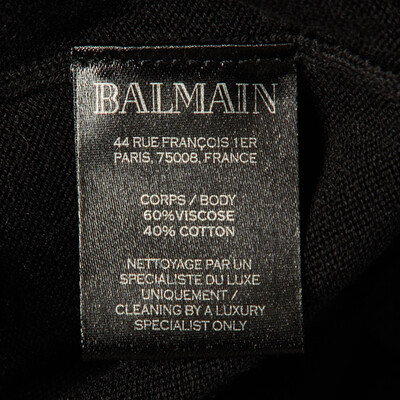 BALMAIN
44 RUE FRANÇOIS 1ER
PARIS, 75008, FRANCE
CORPS / BODY
60%VISCOSE
40% COTTON
NETTOYAGE PAR UN
SPECIALISTE DU LUXE
UNIQUEMENT /
CLEANING BY A LUXURY
SPECIALIST ONLY